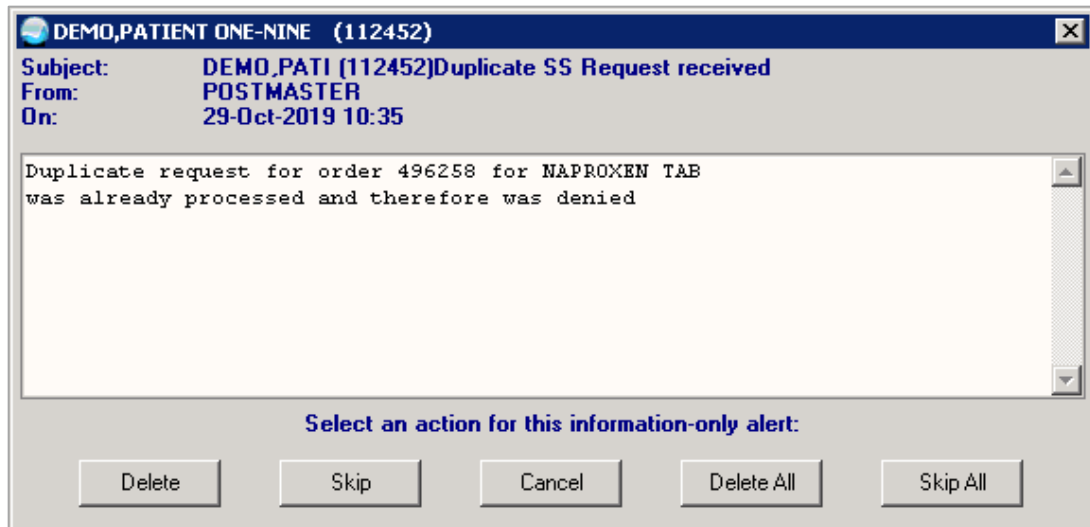 DEMO,PATIENT ONE-NINE (112452)
Subject: DEMO,PATI (112452)Duplicate SS Request received
From: POSTMASTER
On: 29-Oct-2019 10:35
Duplicate request for order 496258 for NAPROXEN TAB
was already processed and therefore was denied
Select an action for this information-only alert:
Delete Skip Cancel Delete All Skip All